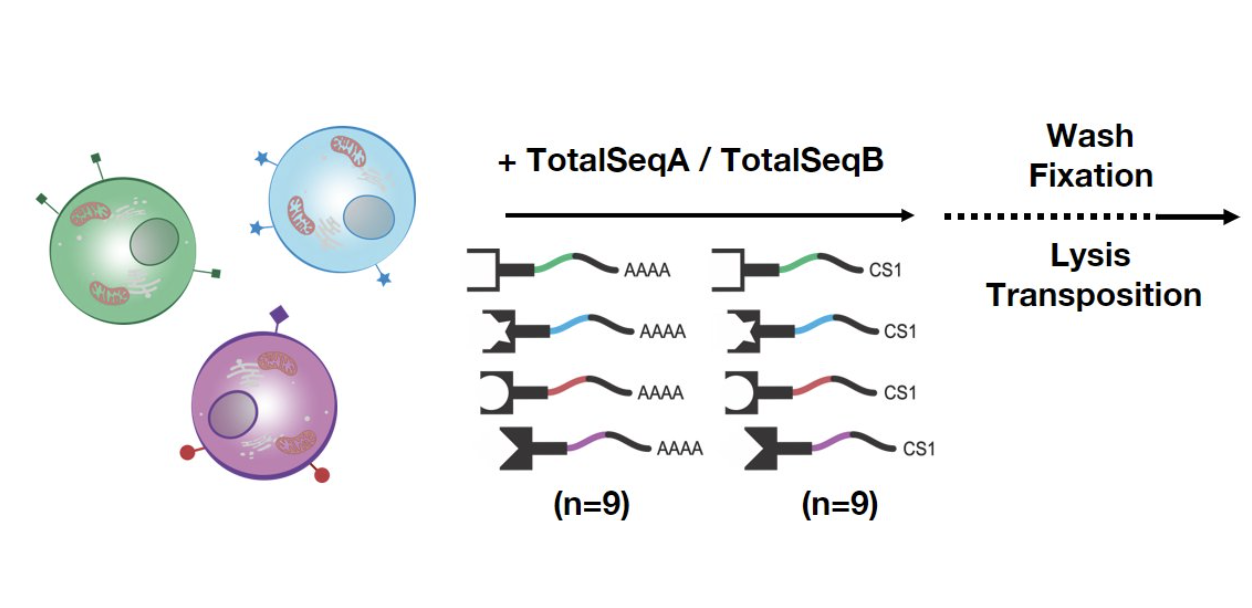 + TotalSeqA / TotalSeqB
Wash
Fixation
Lysis
Transposition
AAAA
CS1
AAAA
CS1
AAAA
CS1
AAAA
CS1
(n=9)
(n=9)